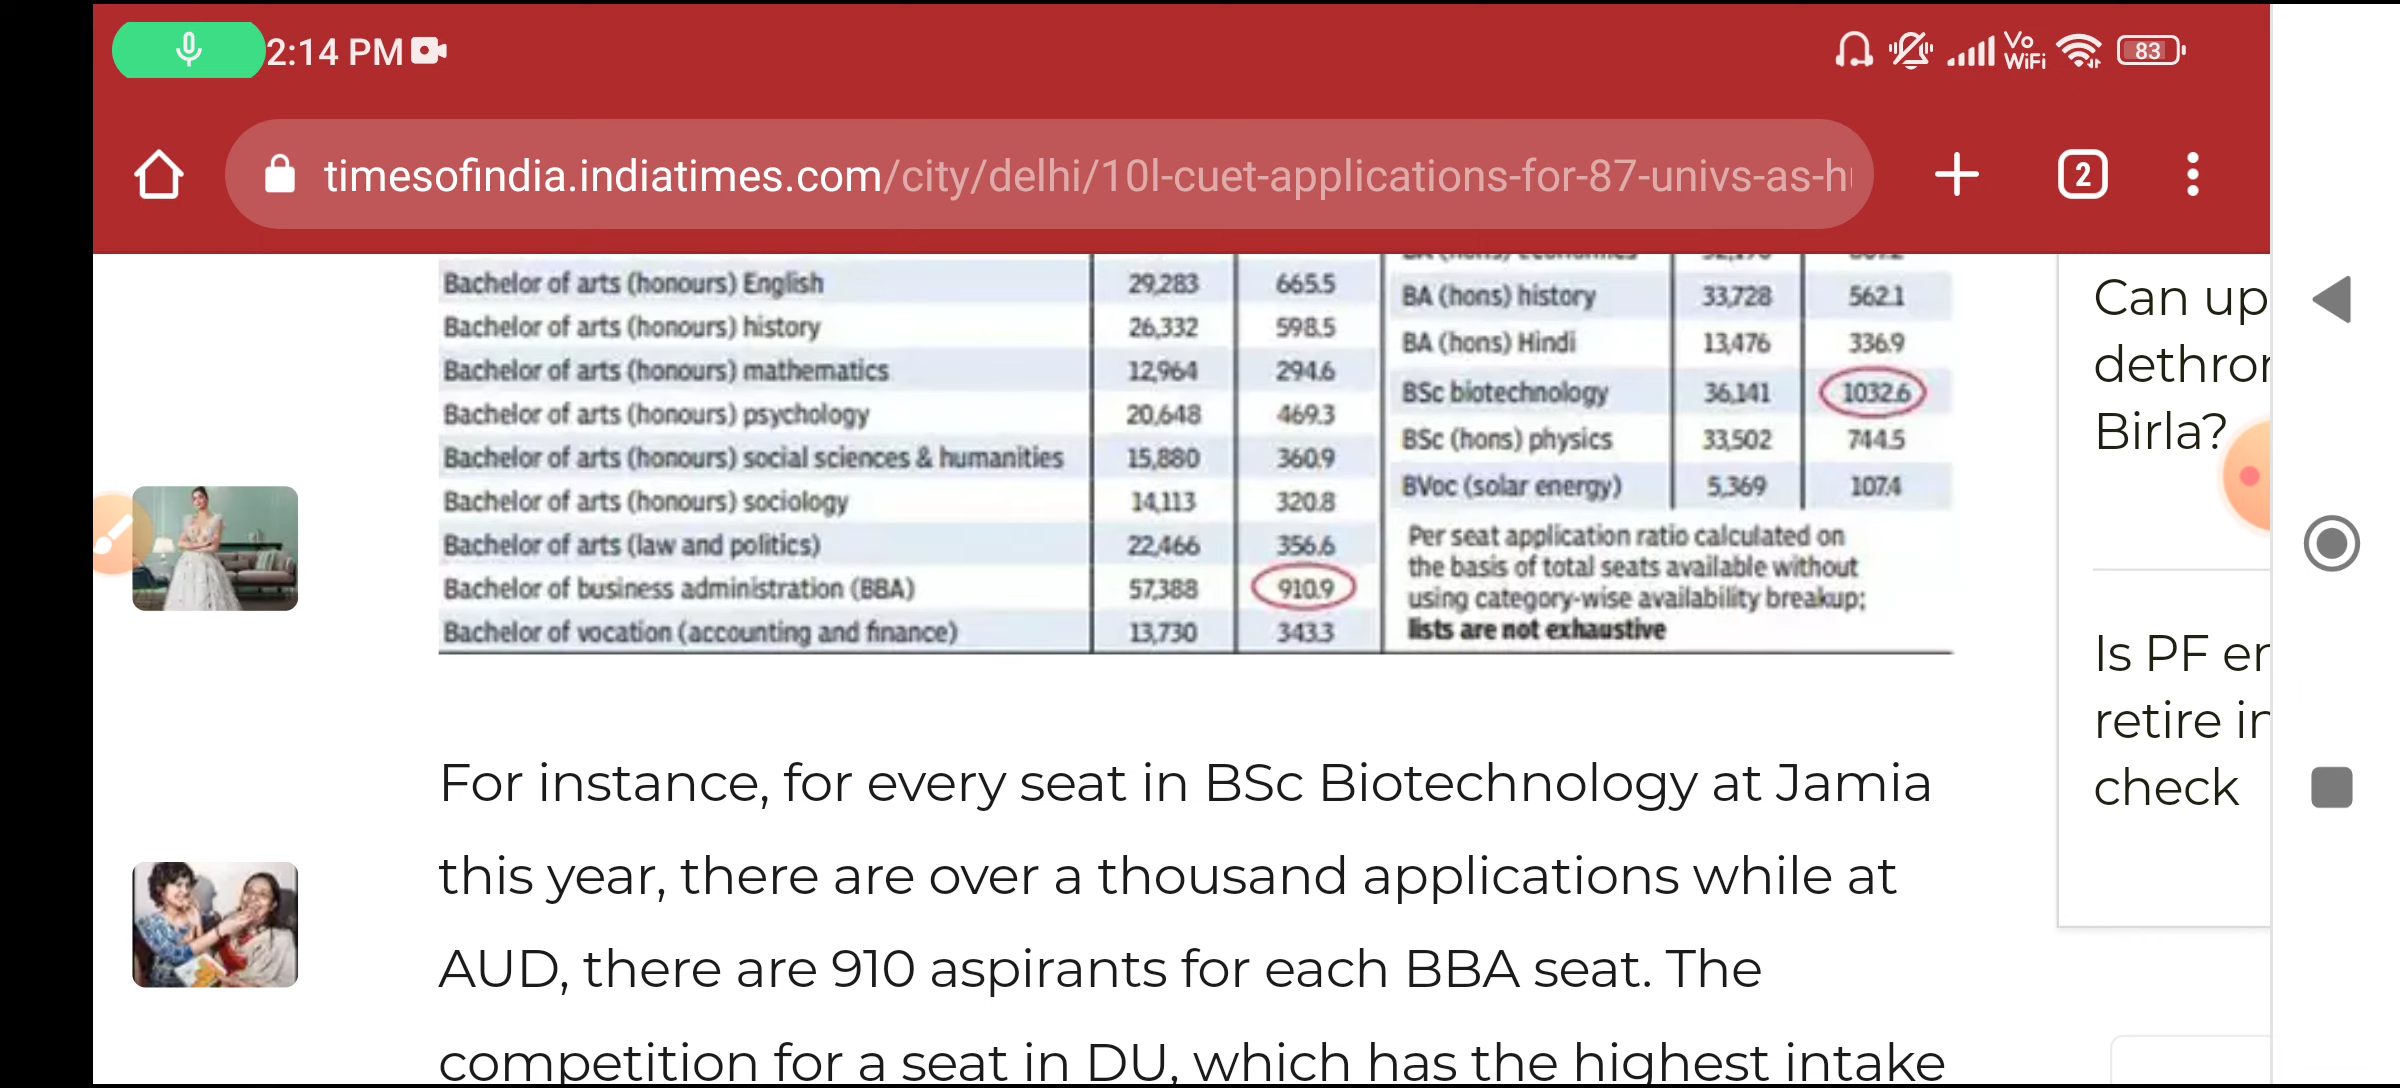 2:14 PM
Vo
WiFi
83
timesofindia.indiatimes.com/city/delhi/10l-cuet-applications-for-87-univs-as-h
2
Bachelor of arts (honours) English 29,283 665.5
Bachelor of arts (honours) history 26,332 598.5
Bachelor of arts (honours) mathematics 12,964 294.6
Bachelor of arts (honours) psychology 20,648 469.3
Bachelor of arts (honours) social sciences & humanities 15,880 360.9
Bachelor of arts (honours) sociology 14,113 320.8
Bachelor of arts (law and politics) 22,466 356.6
Bachelor of business administration (BBA) 57,388 910.9
Bachelor of vocation (accounting and finance) 13,730 343.3
BA (hons) history 33,728 562.1
BA (hons) Hindi 13,476 336.9
BSc biotechnology 36,141 1032.6
BSc (hons) physics 33,502 744.5
BVoc (solar energy) 5,369 107.4
Per seat application ratio calculated on
the basis of total seats available without
using category-wise availability breakup;
lists are not exhaustive
For instance, for every seat in BSc Biotechnology at Jamia
this year, there are over a thousand applications while at
AUD, there are 910 aspirants for each BBA seat. The
competition for a seat in DU, which has the highest intake
Can up
dethron
Birla?
Is PF
retire in
check